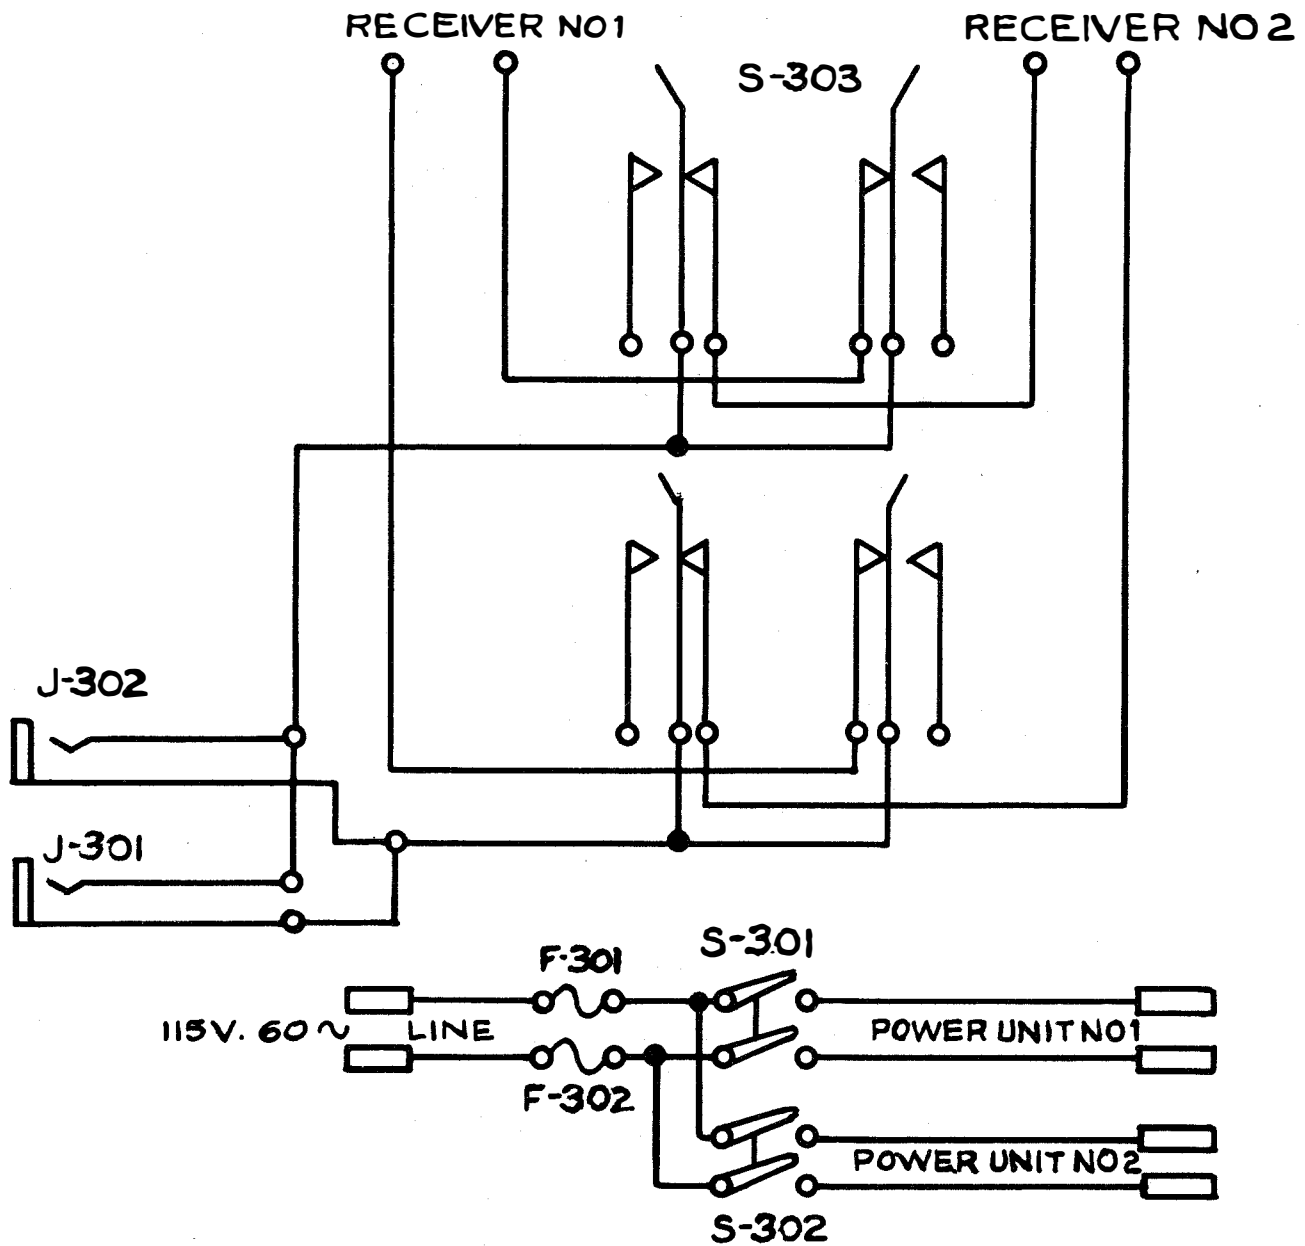 RECEIVER NO1
RECEIVER NO2
S-303
J-302
J-301
S-301
F-301
115V. 60~ LINE
POWER UNIT NO1
F-302
POWER UNIT NO2
S-302